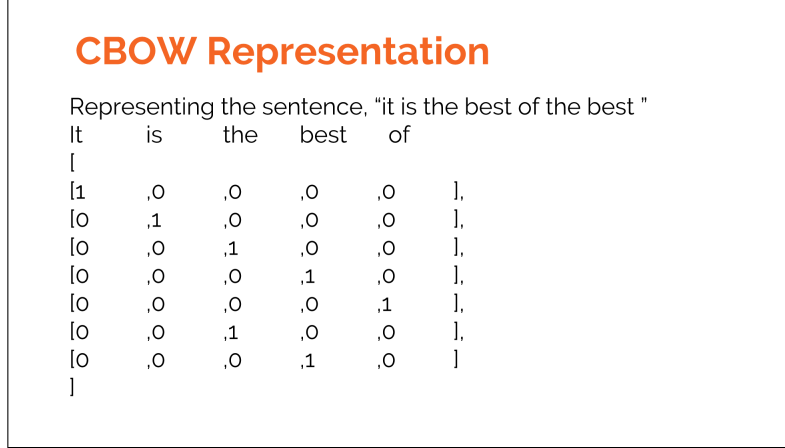 CBOW Representation
Representing the sentence, “it is the best of the best ”
It is the best of
[
[1 ,0 ,0 ,0 ,0 ],
[0 ,1 ,0 ,0 ,0 ],
[0 ,0 ,1 ,0 ,0 ],
[0 ,0 ,0 ,1 ,0 ],
[0 ,0 ,0 ,0 ,1 ],
[0 ,0 ,1 ,0 ,0 ],
[0 ,0 ,0 ,1 ,0 ]
]